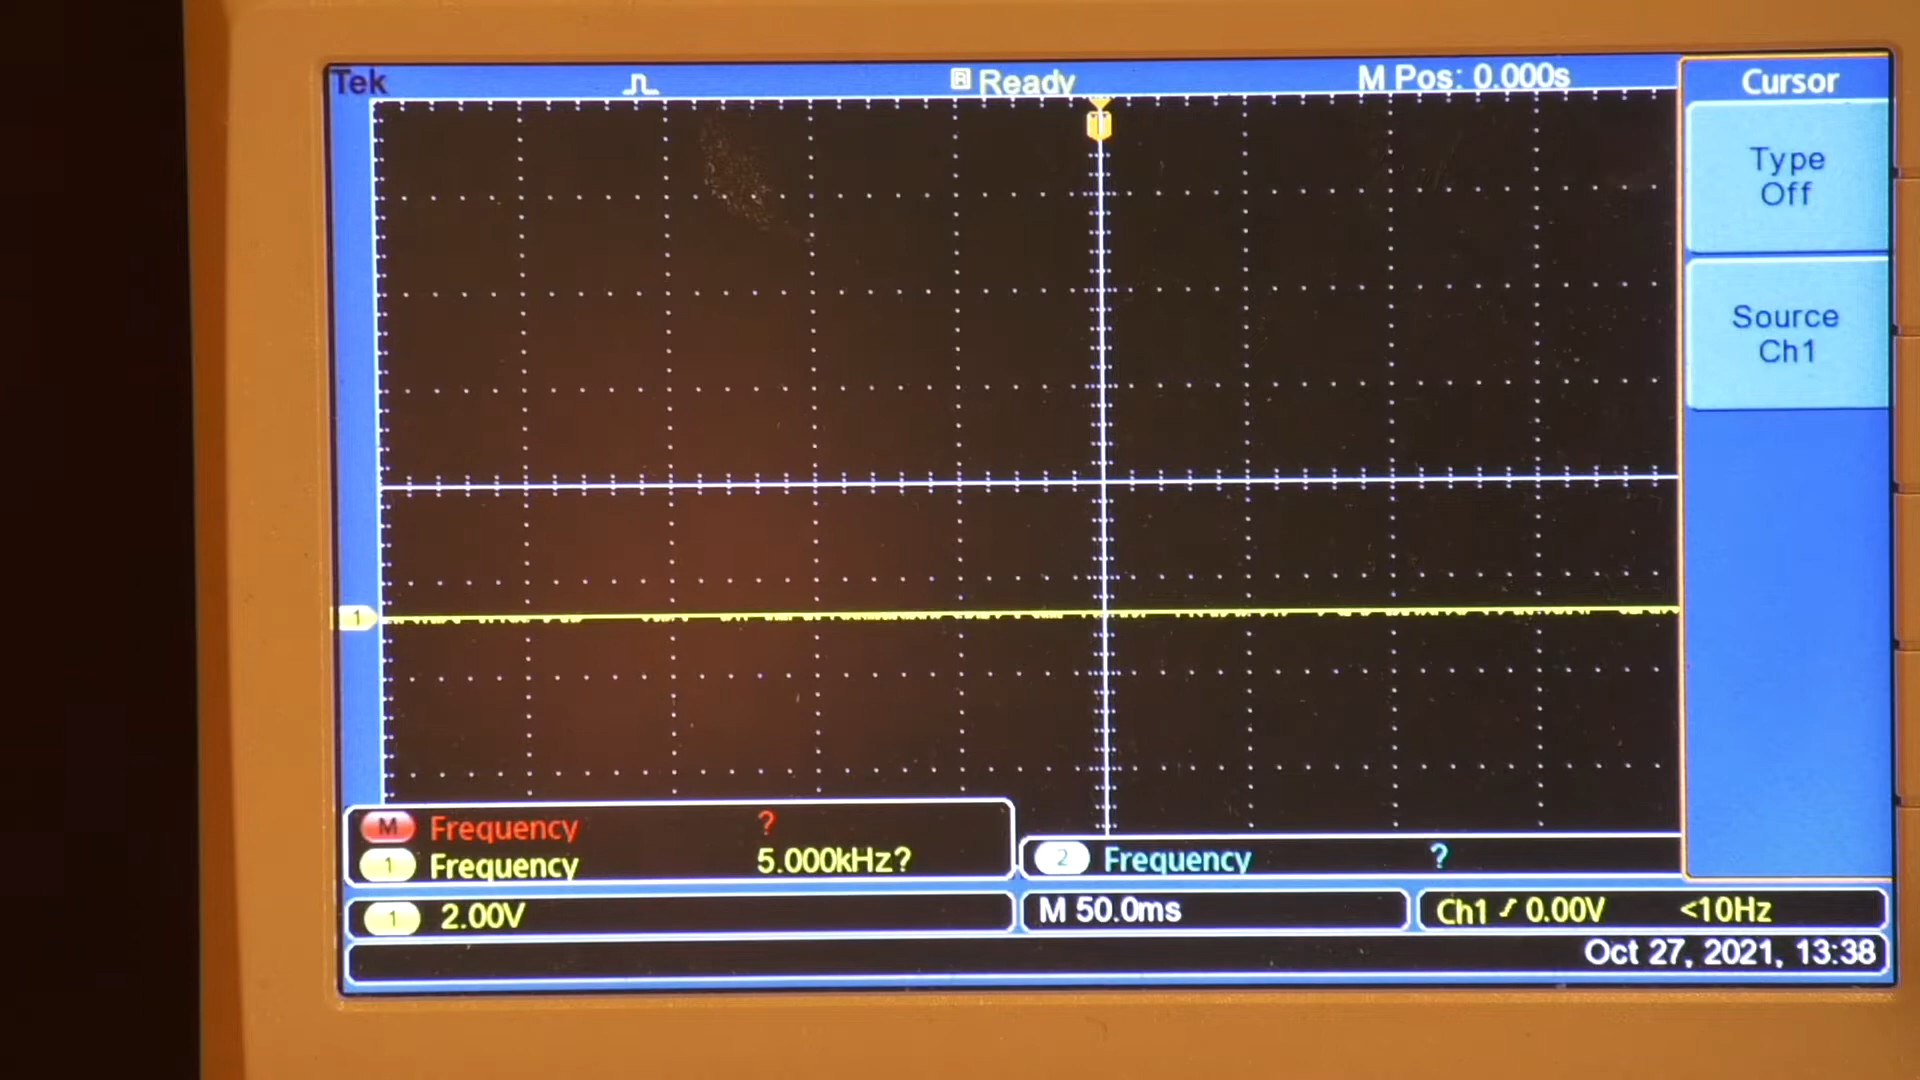 Tek
R Ready
M Pos: 0.000s
Cursor
T
Type
Off
Source
Ch1
1
M Frequency ?
1 Frequency 5.000kHz?
2 Frequency ?
1 2.00V
M 50.0ms
Ch1 0.00V <10Hz
Oct 27, 2021, 13:38